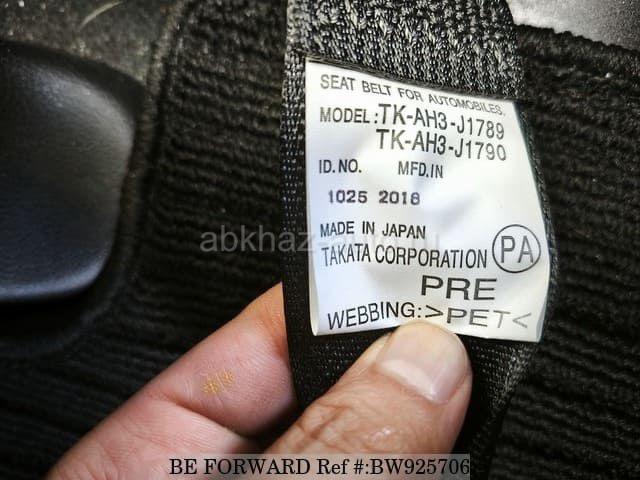 SEAT BELT FOR AUTOMOBILES.
MODEL:TK-AH3-J1789
TK-AH3-J1790
ID.NO. MFD.IN
1025 2018
MADE IN JAPAN
TAKATA CORPORATION PA
PRE
WEBBING:>PET<
BE FORWARD Ref #:BW925706